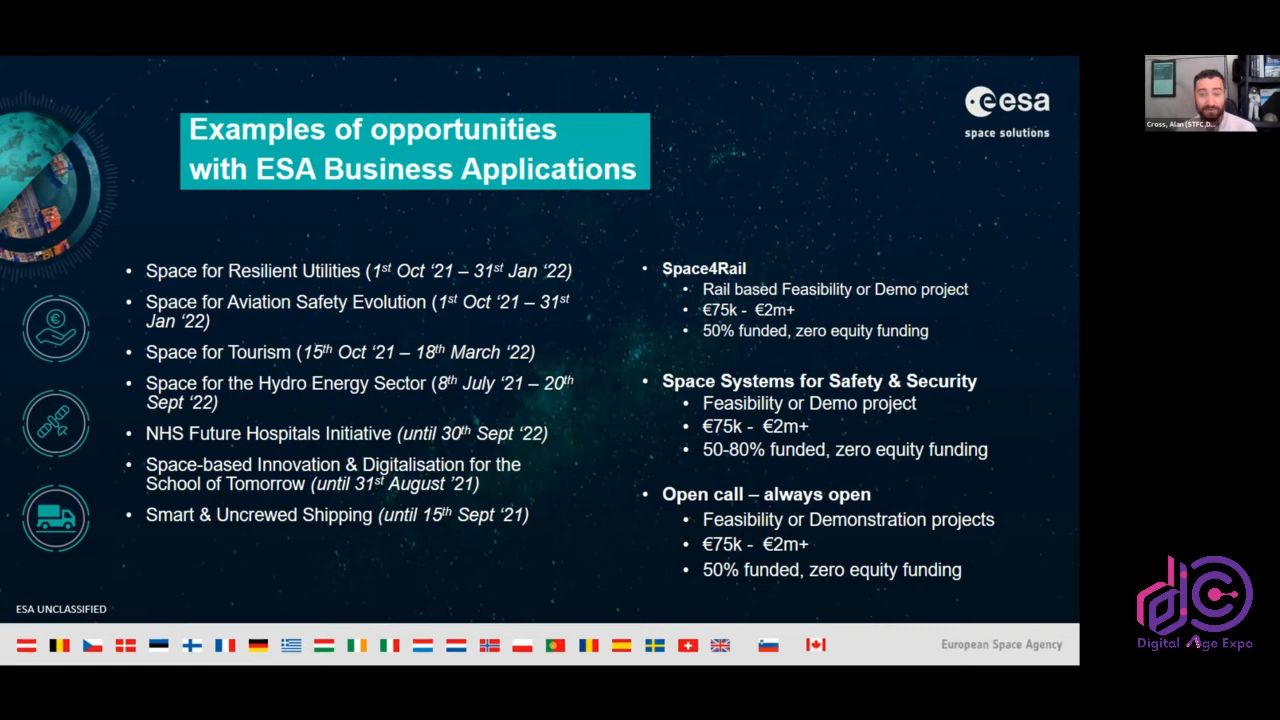 Examples of opportunities
with ESA Business Applications
esa
space solutions
Cross, Alan (STFC,D...
• Space for Resilient Utilities (1st Oct ‘21 – 31st Jan ‘22)
• Space for Aviation Safety Evolution (1st Oct ‘21 – 31st
Jan ‘22)
• Space for Tourism (15th Oct ‘21 – 18th March ‘22)
• Space for the Hydro Energy Sector (8th July ‘21 – 20th
Sept ‘22)
• NHS Future Hospitals Initiative (until 30th Sept ‘22)
• Space-based Innovation & Digitalisation for the
School of Tomorrow (until 31st August ’21)
• Smart & Uncrewed Shipping (until 15th Sept ’21)
• Space4Rail
• Rail based Feasibility or Demo project
• €75k - €2m+
• 50% funded, zero equity funding
• Space Systems for Safety & Security
• Feasibility or Demo project
• €75k - €2m+
• 50-80% funded, zero equity funding
• Open call – always open
• Feasibility or Demonstration projects
• €75k - €2m+
• 50% funded, zero equity funding
ESA UNCLASSIFIED
European Space Agency
Digital Age Expo